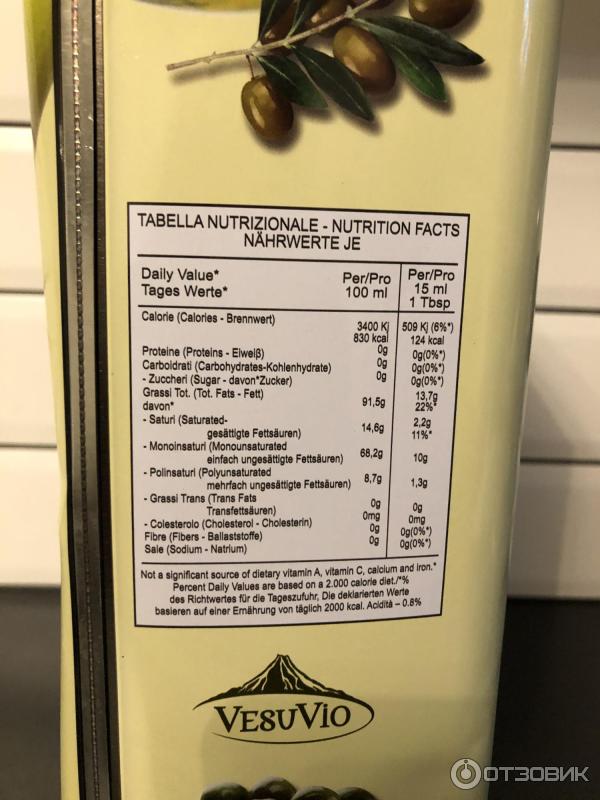 TABELLA NUTRIZIONALE - NUTRITION FACTS
NÄHRWERTE JE
Daily Value*
Tages Werte*
Per/Pro
100 ml
Per/Pro
15 ml
1 Tbsp
Calorie (Calories - Brennwert)
3400 Kj 509 Kj (6%*)
830 kcal 124 kcal
Proteine (Proteins - Eiweiß) 0g 0g(0%*)
Carboidrati (Carbohydrates-Kohlenhydrate) 0g 0g(0%*)
- Zuccheri (Sugar - davon*Zucker) 0g 0g(0%*)
Grassi Tot. (Tot. Fats - Fett) 13,7g
davon* 91,5g 22%*
- Saturi (Saturated- 2,2g
gesättigte Fettsäuren) 14,6g 11%*
- Monoinsaturi (Monounsaturated
einfach ungesättigte Fettsäuren) 68,2g 10g
- Polinsaturi (Polyunsaturated
mehrfach ungesättigte Fettsäuren) 8,7g 1,3g
- Grassi Trans (Trans Fats
Transfettsäuren) 0g 0g
- Colesterolo (Cholesterol - Cholesterin) 0mg 0mg
Fibre (Fibers - Ballaststoffe) 0g 0g(0%*)
Sale (Sodium - Natrium) 0g 0g(0%*)
Not a significant source of dietary vitamin A, vitamin C, calcium and iron.*
Percent Daily Values are based on a 2.000 calorie diet./*%
des Richtwertes für die Tageszufuhr, Die deklarierten Werte
basieren auf einer Ernährung von täglich 2000 kcal. Acidità – 0.8%
VESUVIO
ОТЗОВИК